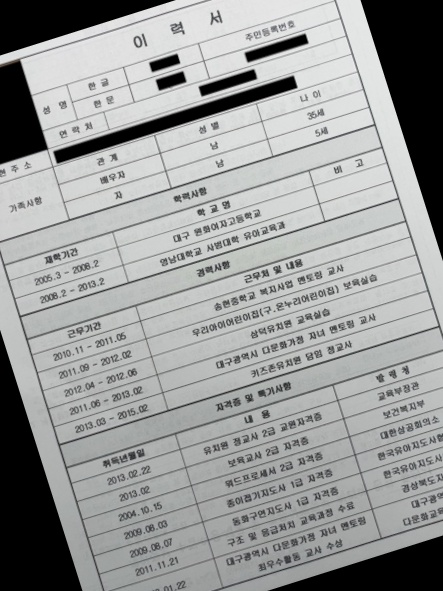 이 력 서
성 명
한 글
주민등록번호
한 문
연 락 처
현 주 소
가족사항
관 계
성 별
나 이
배우자
남
35세
자
남
5세
학력사항
재학기간
학 교 명
비 고
2005.3 - 2008.2
대구 원화여자고등학교
2008.2 - 2013.2
영남대학교 사범대학 유아교육과
경력사항
근무기간
근무처 및 내용
2010.11 - 2011.05
송현중학교 복지사업 멘토링 교사
2011.09 - 2012.02
우리아이어린이집(구.온누리어린이집) 보육실습
2012.04 - 2012.06
상덕유치원 교육실습
2011.06 - 2013.02
대구광역시 다문화가정 자녀 멘토링 교사
2013.03 - 2015.02
키즈존유치원 담임 정교사
자격증 및 특기사항
취득년월일
내 용
발 령 청
2013.02.22
유치원 정교사 2급 교원자격증
교육부장관
2013.02
보육교사 2급 자격증
보건복지부
2004.10.15
워드프로세서 2급 자격증
대한상공회의소
2009.08.03
종이접기지도사 1급 자격증
한국유아지도사협
2009.08.07
동화구연지도사 1급 자격증
한국유아지도사
2011.11.21
구조 및 응급처치 교육과정 수료
경상북도지
01.22
대구광역시 다문화가정 자녀 멘토링
최우수활동 교사 수상
대구광역
다문화교육